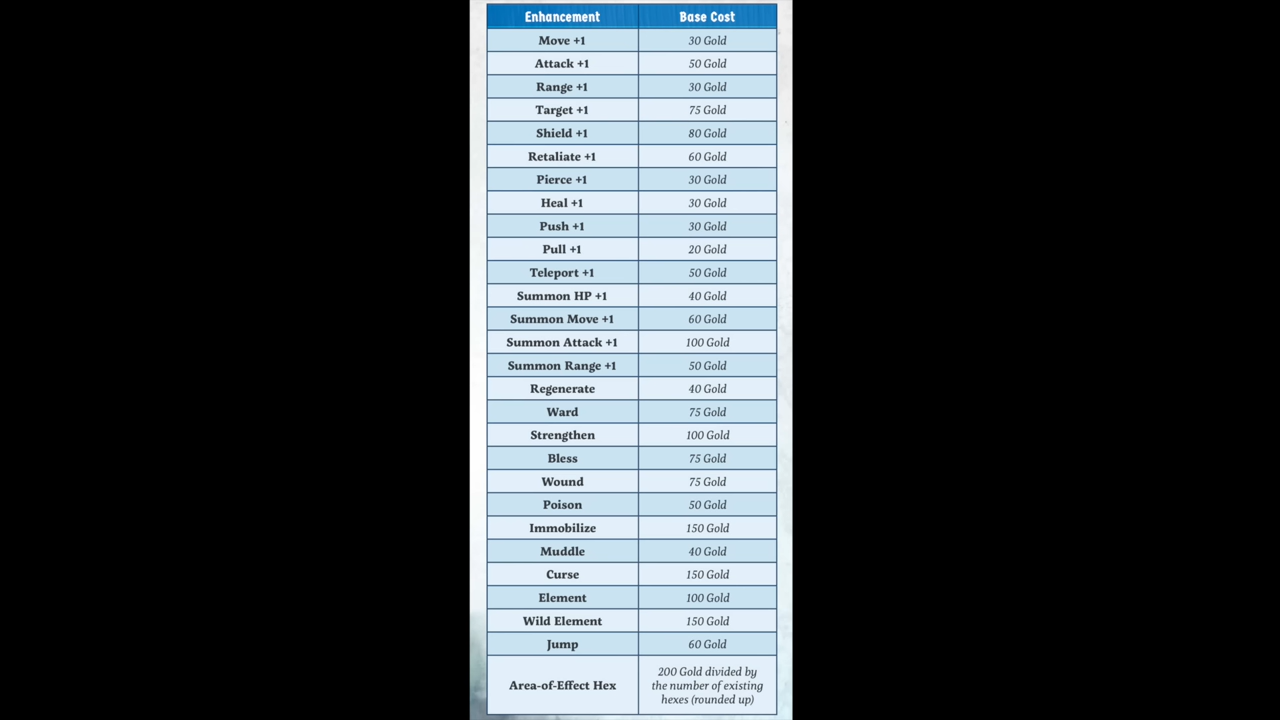 Enhancement Base Cost
Move +1 30 Gold
Attack +1 50 Gold
Range +1 30 Gold
Target +1 75 Gold
Shield +1 80 Gold
Retaliate +1 60 Gold
Pierce +1 30 Gold
Heal +1 30 Gold
Push +1 30 Gold
Pull +1 20 Gold
Teleport +1 50 Gold
Summon HP +1 40 Gold
Summon Move +1 60 Gold
Summon Attack +1 100 Gold
Summon Range +1 50 Gold
Regenerate 40 Gold
Ward 75 Gold
Strengthen 100 Gold
Bless 75 Gold
Wound 75 Gold
Poison 50 Gold
Immobilize 150 Gold
Muddle 40 Gold
Curse 150 Gold
Element 100 Gold
Wild Element 150 Gold
Jump 60 Gold
Area-of-Effect Hex
200 Gold divided by
the number of existing
hexes (rounded up)